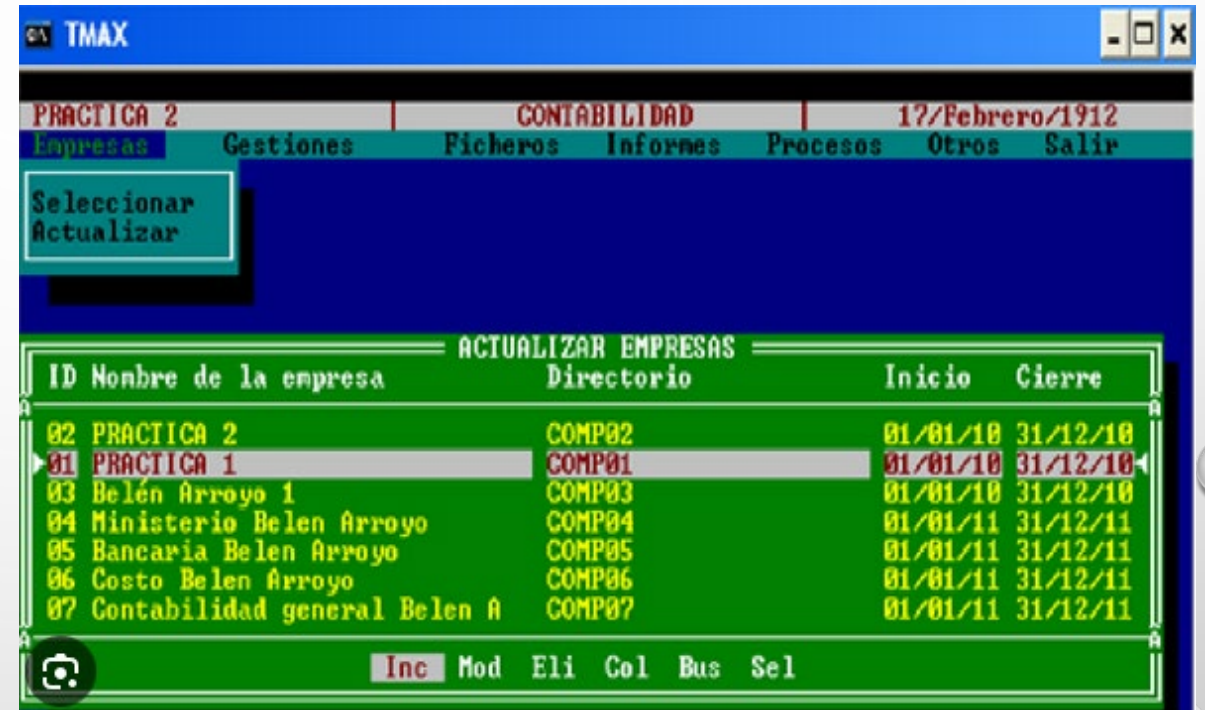 TMAX
PRACTICA 2 CONTABILIDAD 17/Febrero/1912
Empresas Gestiones Ficheros Informes Procesos Otros Salir
Seleccionar
Actualizar
ACTUALIZAR EMPRESAS
ID Nombre de la empresa Directorio Inicio Cierre
02 PRACTICA 2 COMP02 01/01/10 31/12/10
01 PRACTICA 1 COMP01 01/01/10 31/12/10
03 Belén Arroyo 1 COMP03 01/01/10 31/12/10
04 Ministerio Belen Arroyo COMP04 01/01/11 31/12/11
05 Bancaria Belen Arroyo COMP05 01/01/11 31/12/11
06 Costo Belen Arroyo COMP06 01/01/11 31/12/11
07 Contabilidad general Belen A COMP07 01/01/11 31/12/11
Inc Mod Eli Col Bus Sel